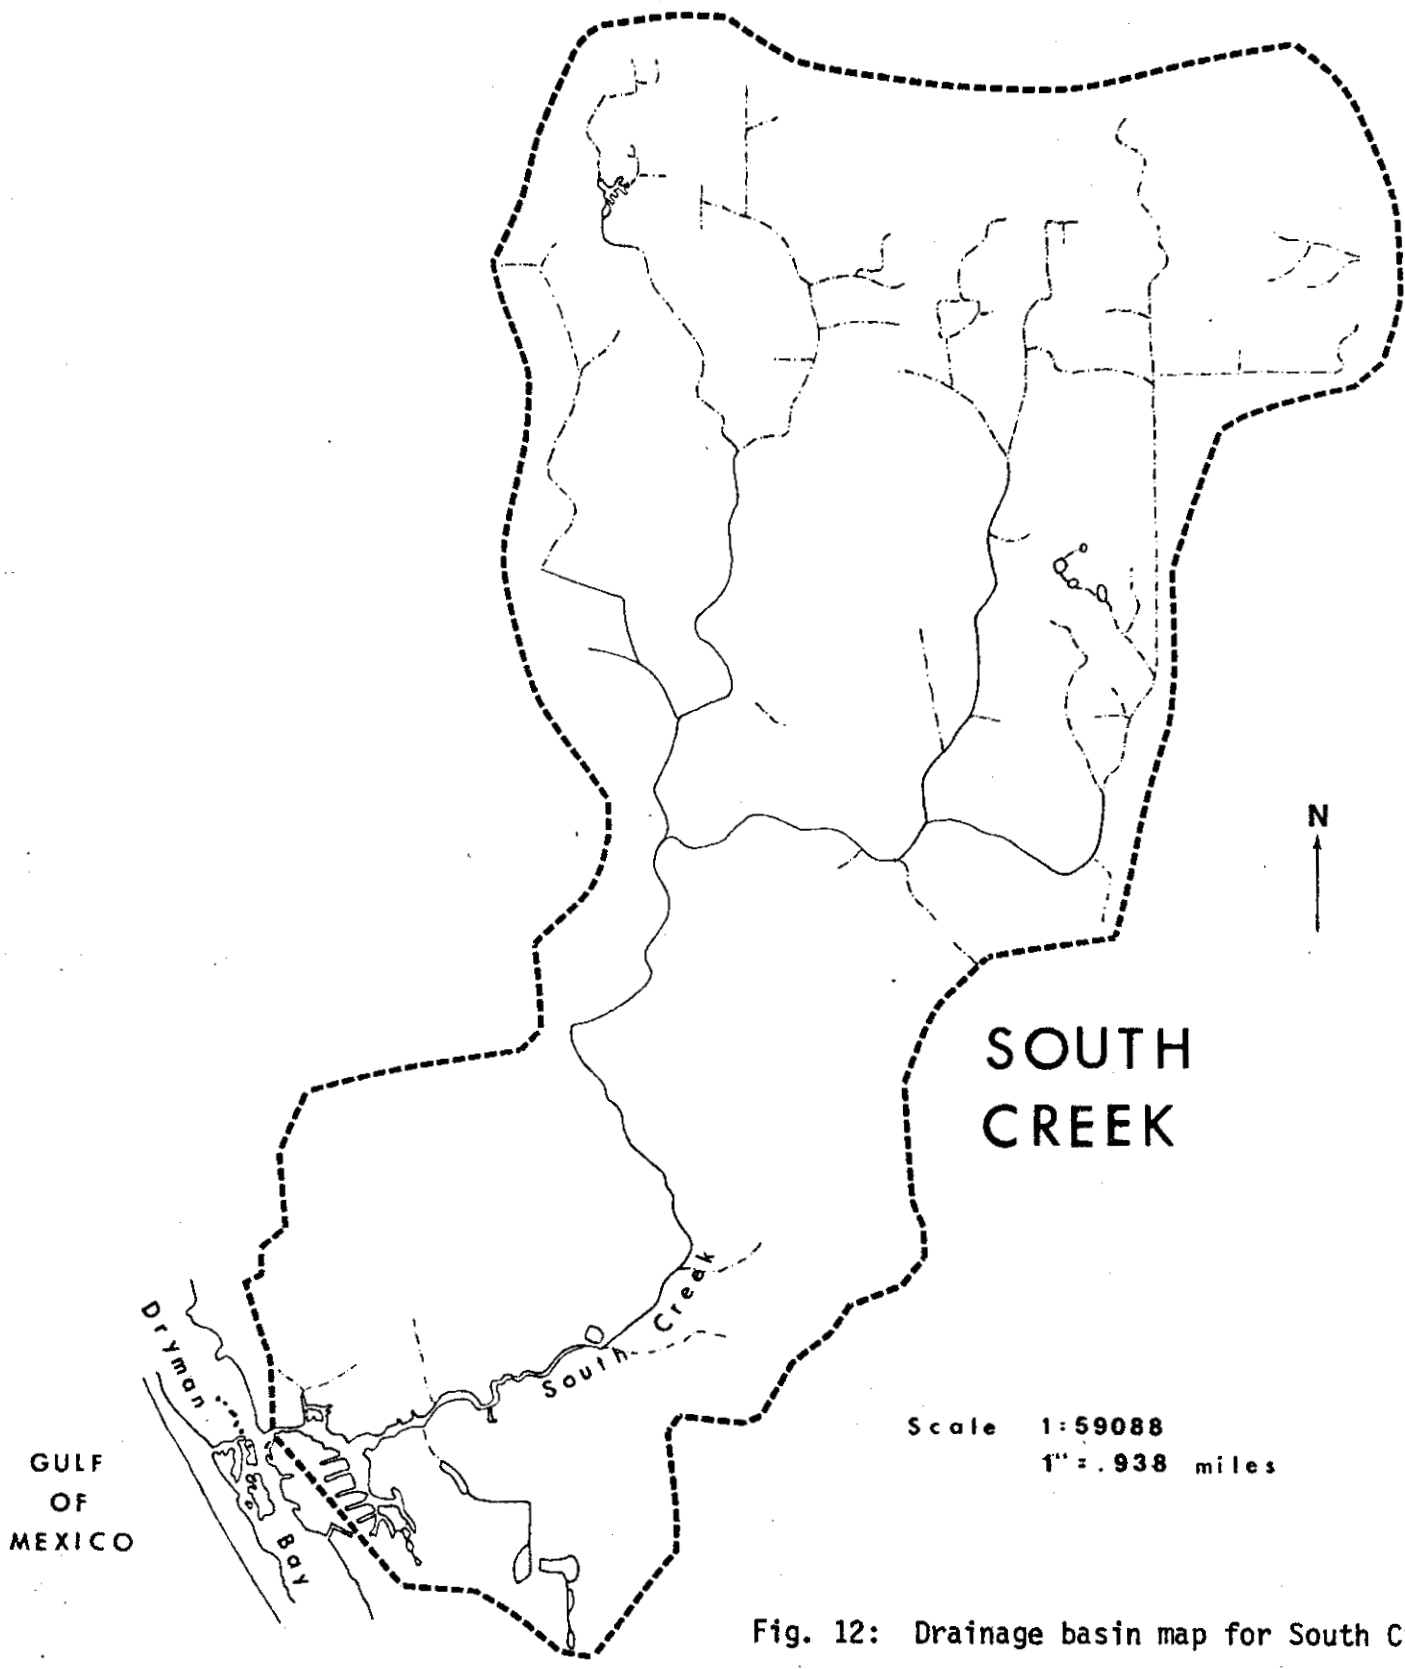 N
SOUTH
CREEK
South Creek
Dryman Bay
GULF
OF
MEXICO
Scale 1:59088
1" = .938 miles
Fig. 12: Drainage basin map for South C